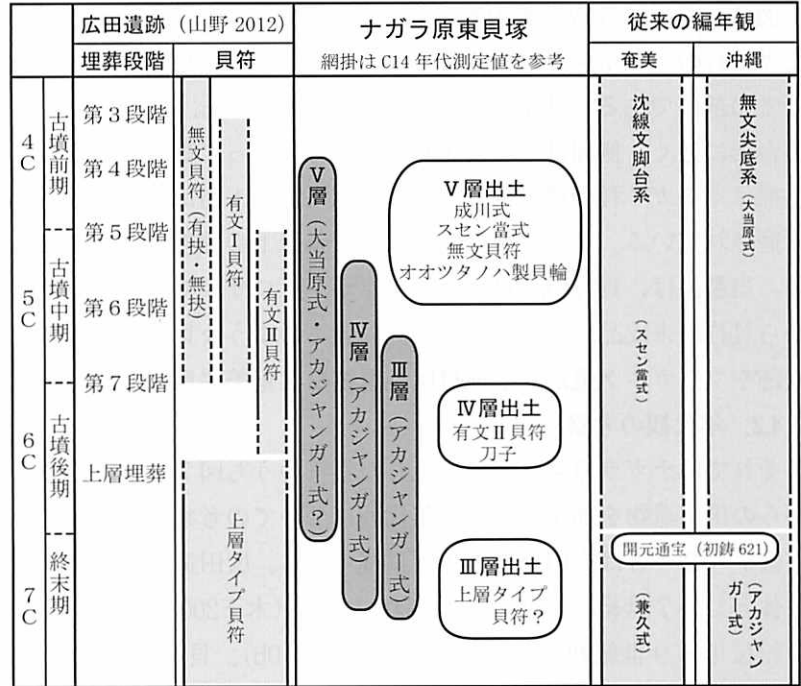 広田遺跡（山野 2012）
埋葬段階
貝符
ナガラ原東貝塚
網掛は C14 年代測定値を参考
従来の編年観
奄美
沖縄
4C
5C
6C
7C
古墳前期
古墳中期
古墳後期
終末期
第3段階
第4段階
第5段階
第6段階
第7段階
上層埋葬
無文貝符（有抉・無抉）
有文Ⅰ貝符
有文Ⅱ貝符
上層タイプ貝符
Ⅴ層（大当原式・アカジャンガー式？）
Ⅳ層（アカジャンガー式）
Ⅲ層（アカジャンガー式）
Ⅴ層出土
成川式
スセン當式
無文貝符
オオツタノハ製貝輪
Ⅳ層出土
有文Ⅱ貝符
刀子
Ⅲ層出土
上層タイプ
貝符？
沈線文脚台系
（スセン當式）
（兼久式）
無文尖底系（大当原式）
開元通宝（初鋳 621）
（アカジャン
ガー式）